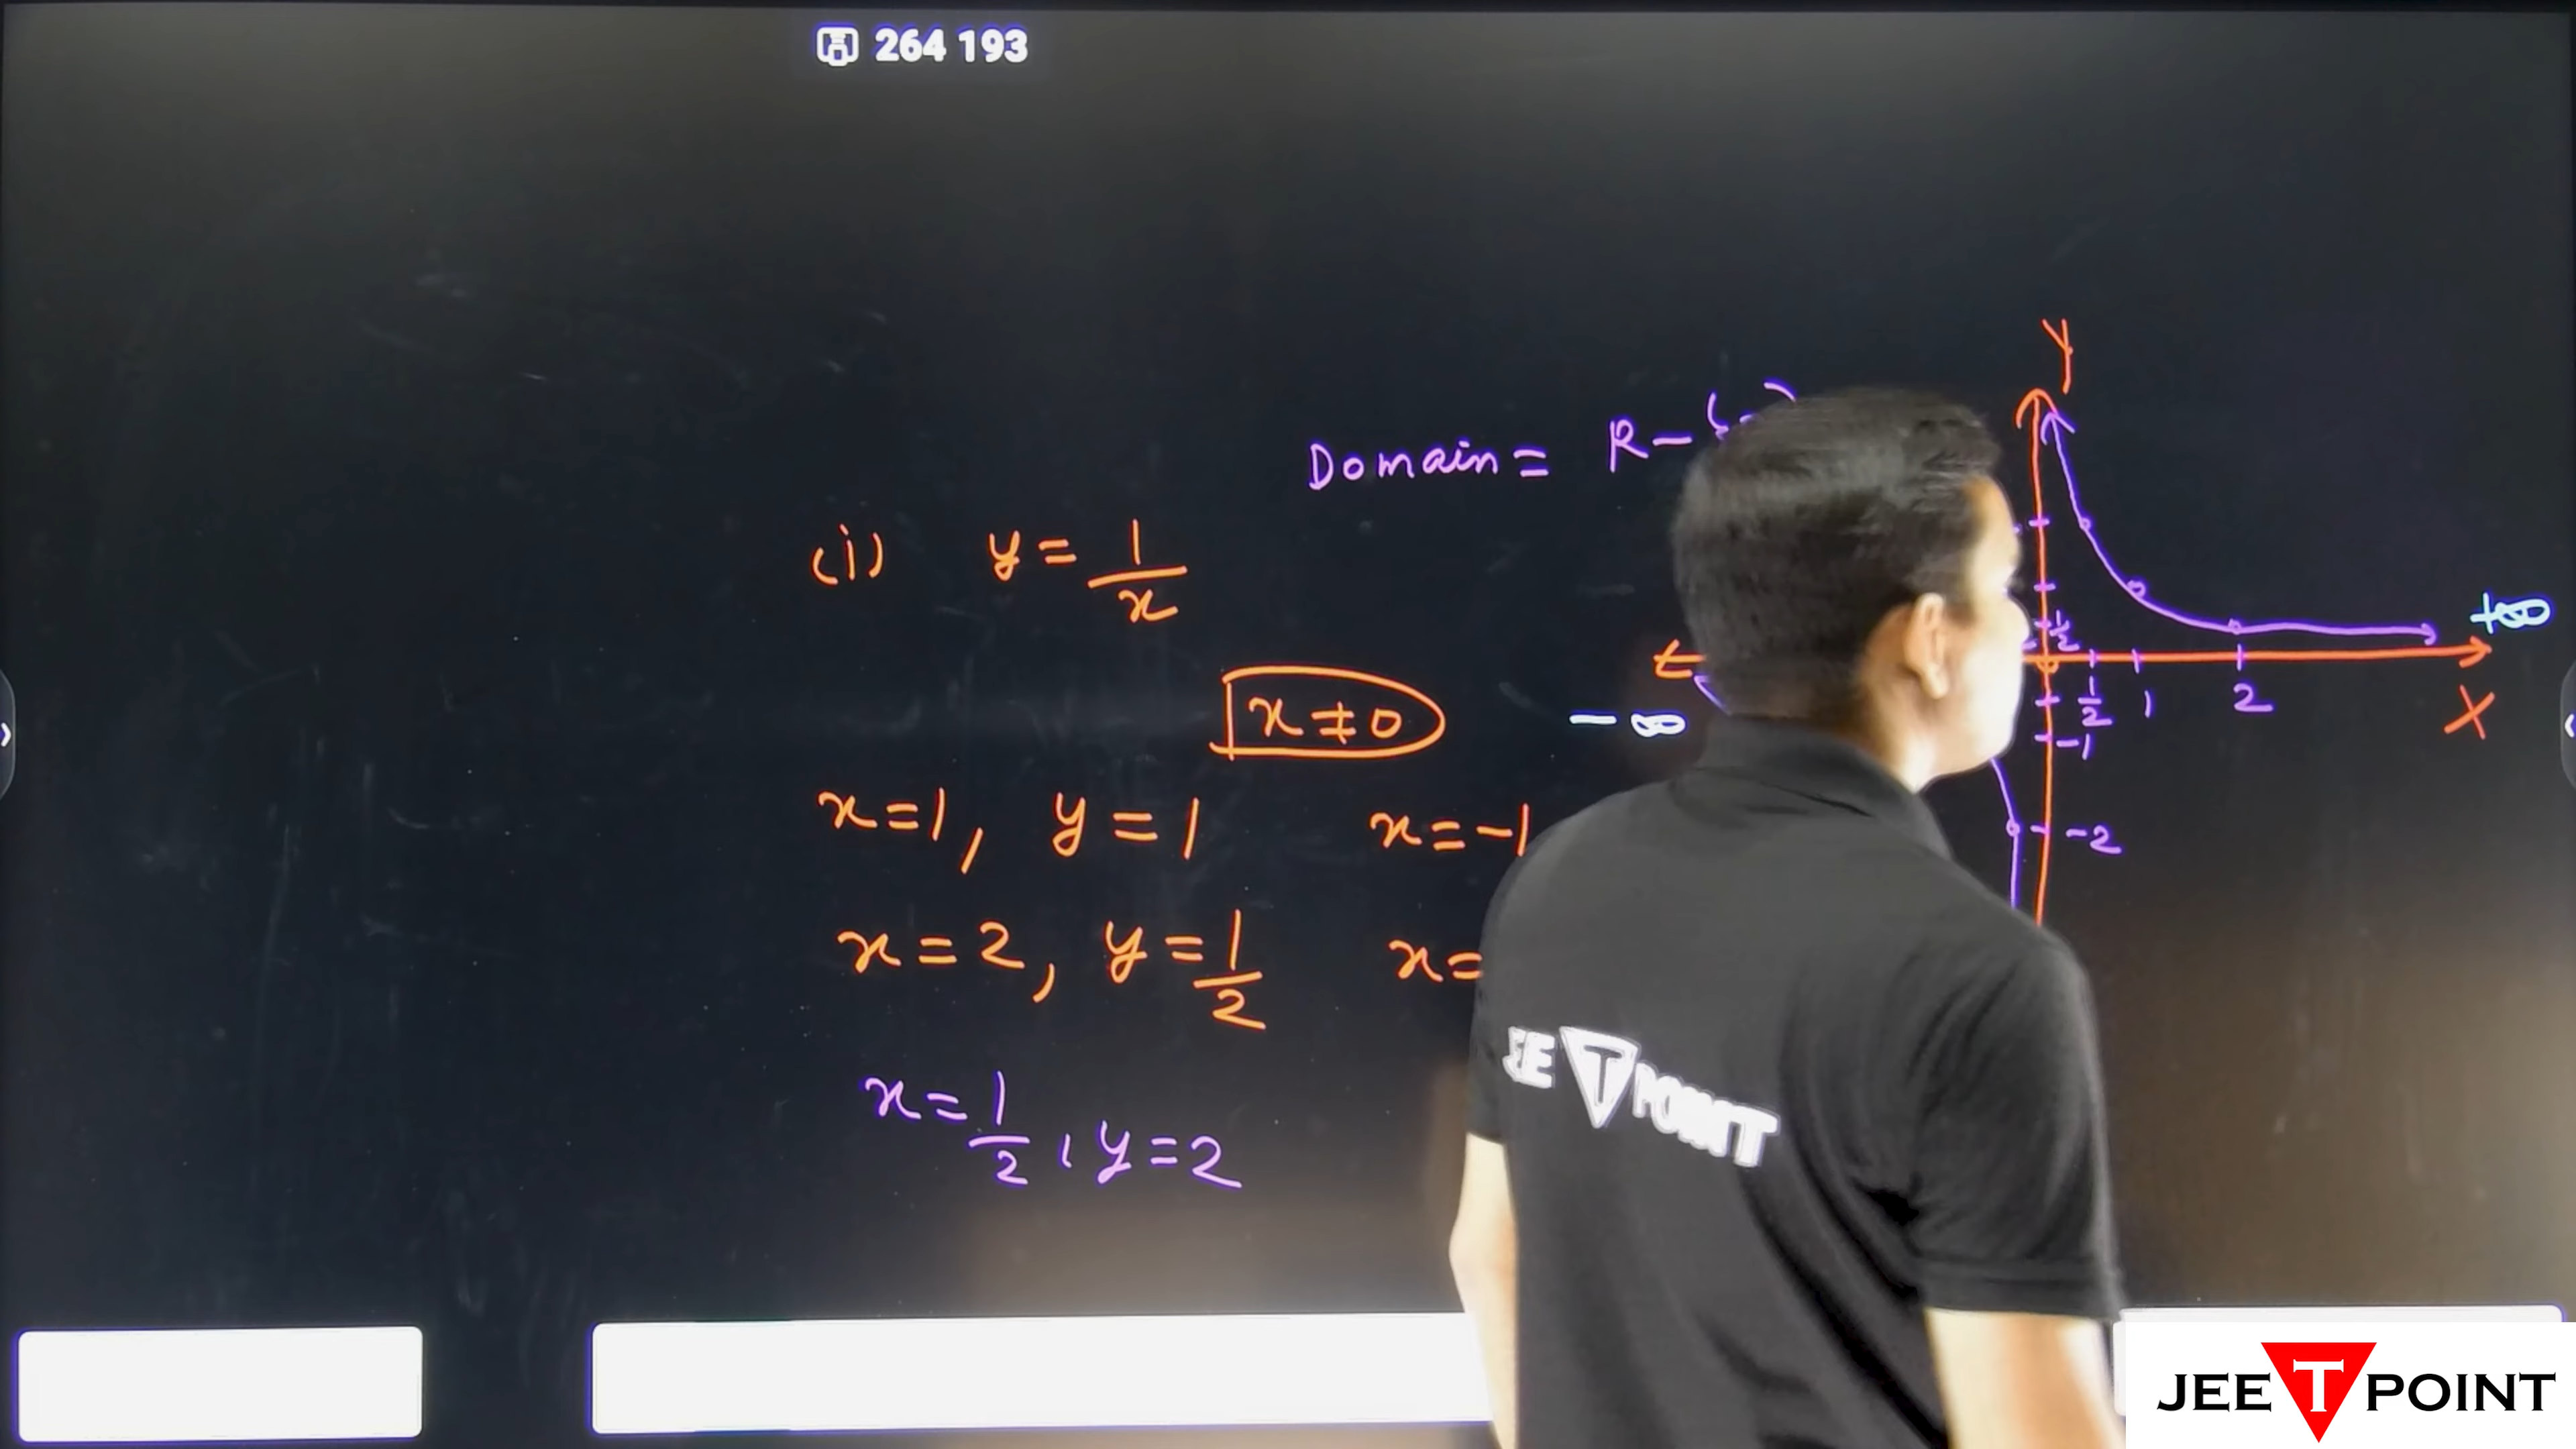 264 193
Domain = R - {
(i) y = 1/x
x ≠ 0
x=1, y = 1 x = -1
x = 2, y = 1/2 x =
x = 1/2, y = 2
Y
+∞
1/2
-∞
1/2 1 2 X
-1
-2
JEE T POINT
JEE T POINT